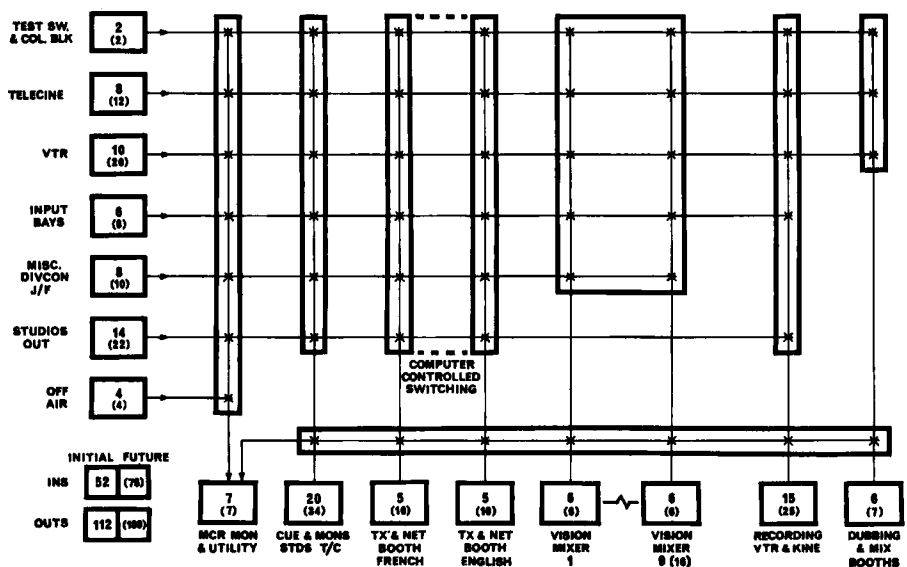 TEST SW.
& COL. BLK
2
(2)
TELECINE
8
(12)
VTR
10
(20)
INPUT
BAYS
6
(6)
MISC.
DIVCON
J/F
8
(10)
STUDIOS
OUT
14
(22)
OFF
AIR
4
(4)
COMPUTER
CONTROLLED
SWITCHING
INITIAL FUTURE
INS 52 (76)
OUTS 112
7
(7)
MCR MON
& UTILITY
20
(34)
CUE & MONS
STDS T/C
5
(10)
TX & NET
BOOTH
FRENCH
5
(10)
TX & NET
BOOTH
ENGLISH
6
(6)
VISION
MIXER
1
6
(6)
VISION
MIXER
9 (16)
15
(25)
RECORDING
VTR & KINE
6
(7)
DUBBING
& MIX
BOOTHS